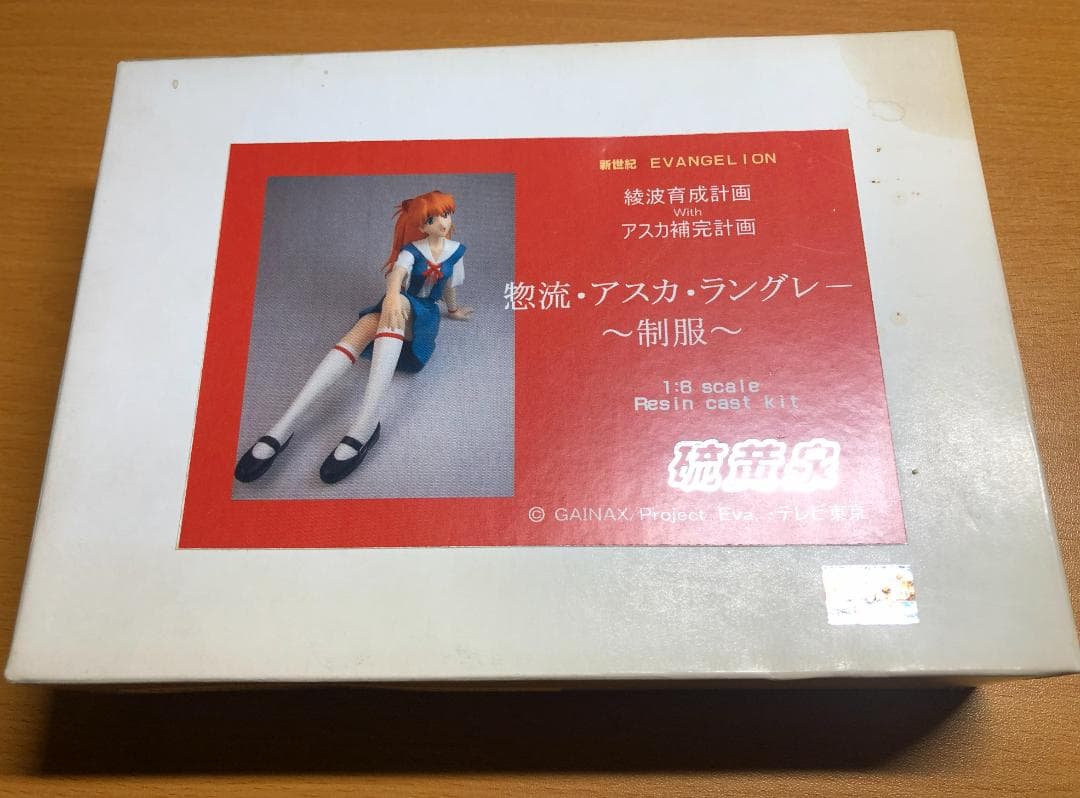 新世紀 EVANGELION
綾波育成計画
With
アスカ補完計画
惣流・アスカ・ラングレー
～制服～
1:6 scale
Resin cast kit
硫黄泉
© GAINAX/Project Eva.・テレビ東京